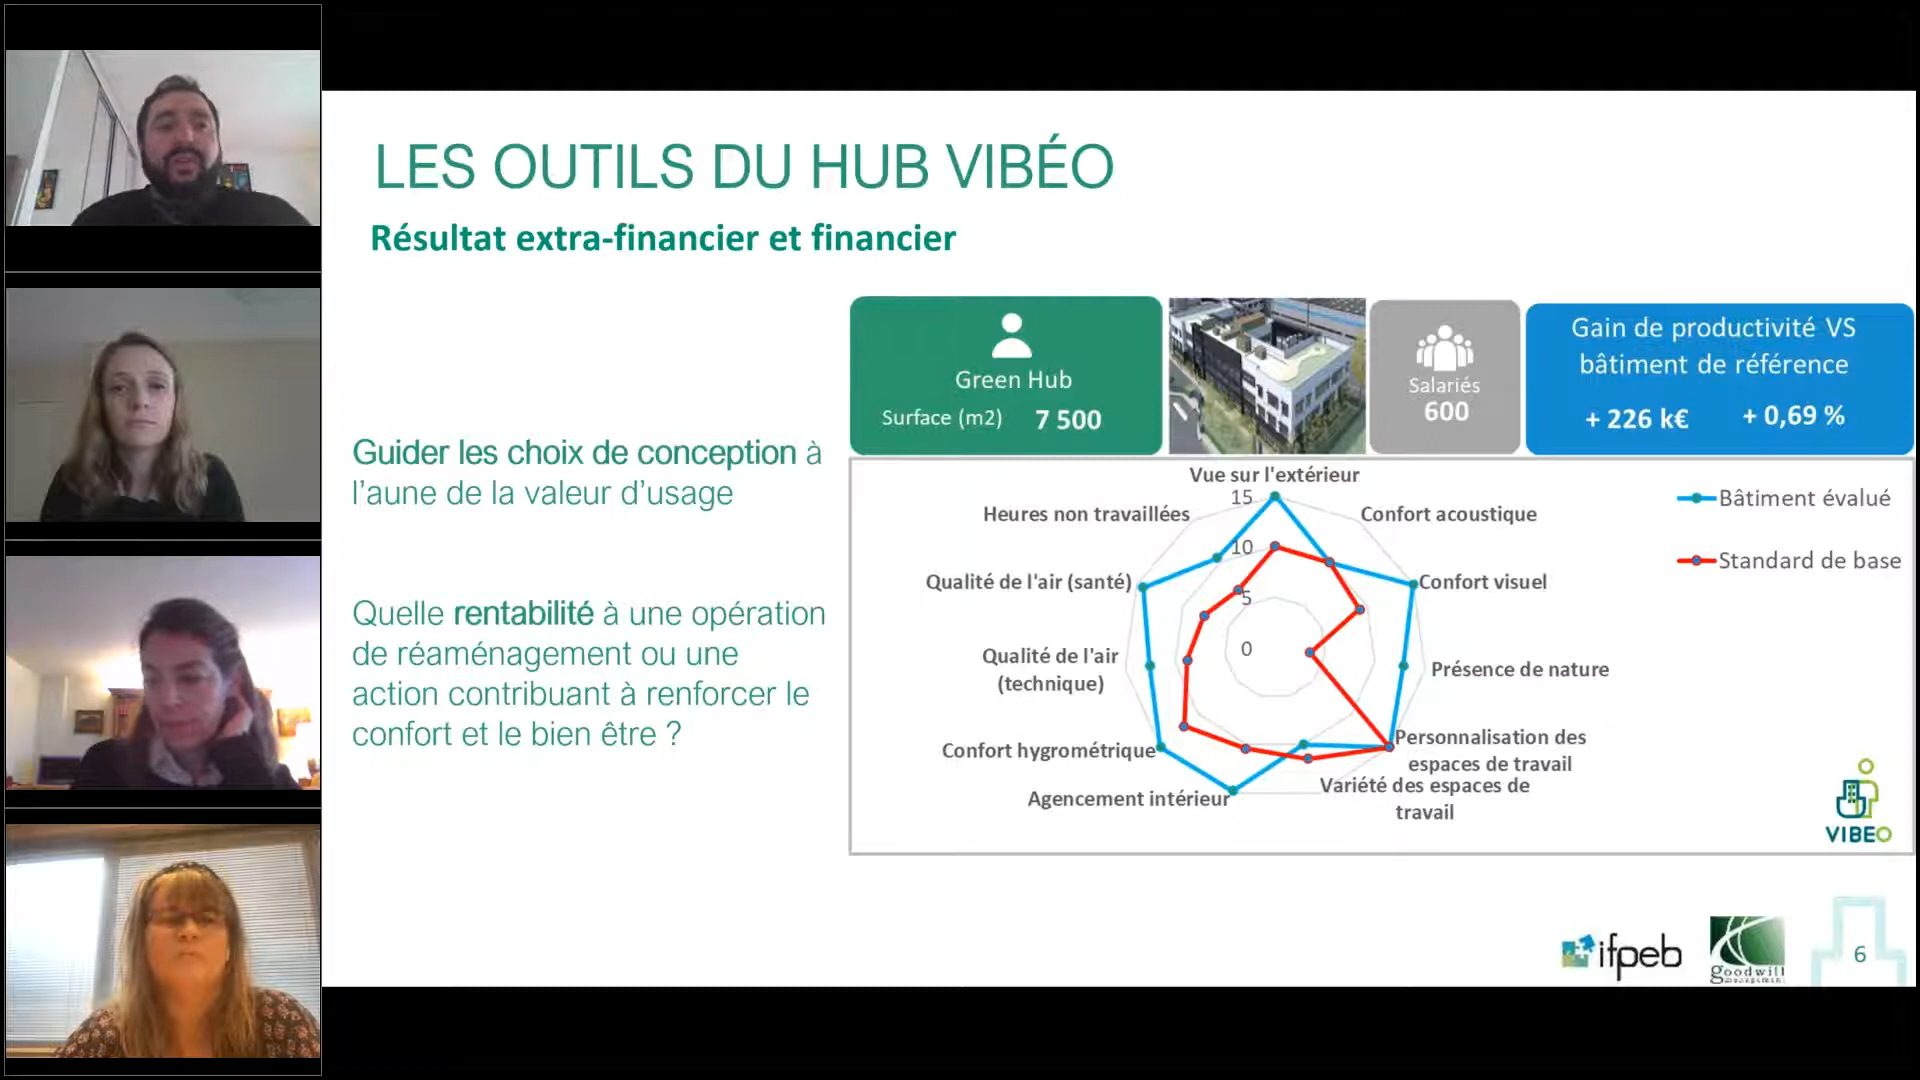 LES OUTILS DU HUB VIBÉO
Résultat extra-financier et financier
Guider les choix de conception à
l'aune de la valeur d'usage
Quelle rentabilité à une opération
de réaménagement ou une
action contribuant à renforcer le
confort et le bien être ?
Green Hub
Surface (m2) 7 500
Salariés
600
Gain de productivité VS
bâtiment de référence
+ 226 k€ + 0,69 %
Vue sur l'extérieur
15
10
5
0
Heures non travaillées
Confort acoustique
Qualité de l'air (santé)
Confort visuel
Qualité de l'air
(technique)
Présence de nature
Confort hygrométrique
Personnalisation des
espaces de travail
Agencement intérieur
Variété des espaces de
travail
Bâtiment évalué
Standard de base
VIBEO
ifpeb
goodwill
management
6